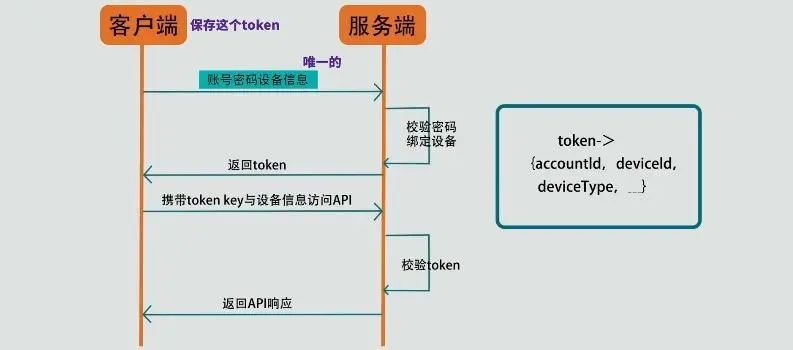 客户端
保存这个token
服务端
唯一的
账号密码设备信息
校验密码
绑定设备
返回token
携带token key与设备信息访问API
校验token
返回API响应
token->
{accountId, deviceId,
deviceType, __}